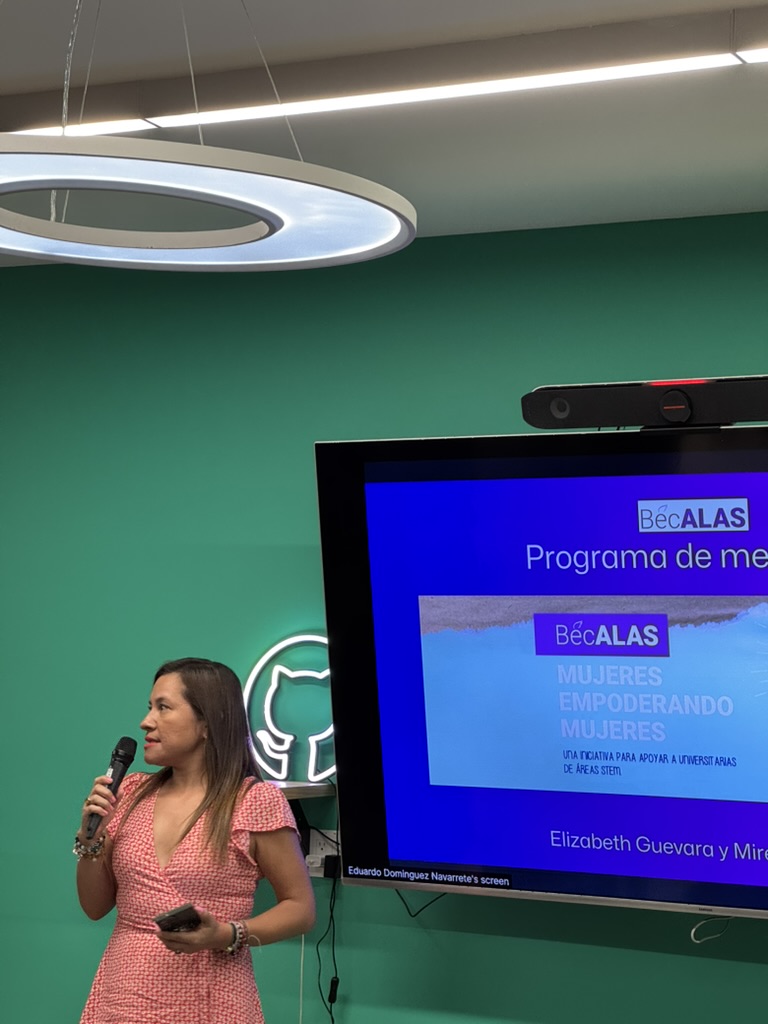 BécALAS
Programa de me
BécALAS
MUJERES
EMPODERANDO
MUJERES
UNA INICIATIVA PARA APOYAR A UNIVERSITARIAS
DE ÁREAS STEM.
Elizabeth Guevara y Mire
Eduardo Dominguez Navarrete's screen